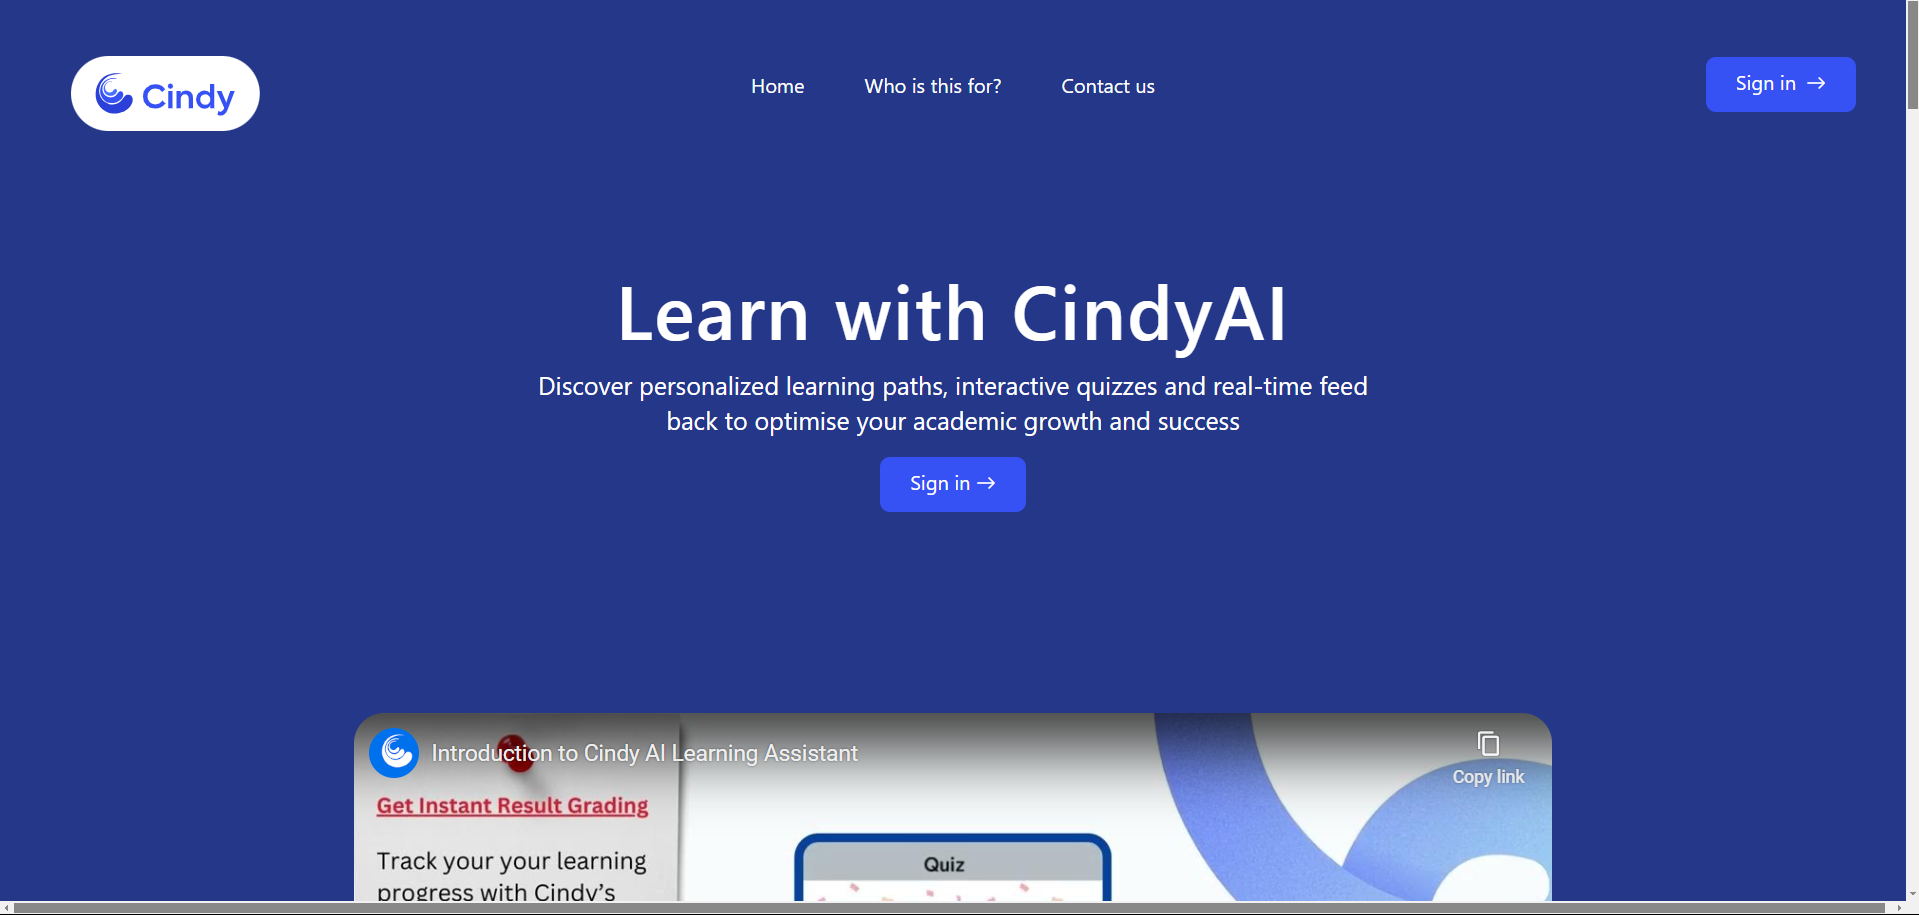 Cindy
Home
Who is this for?
Contact us
Sign in →
Learn with CindyAI
Discover personalized learning paths, interactive quizzes and real-time feed
back to optimise your academic growth and success
Sign in →
Introduction to Cindy AI Learning Assistant
Copy link
Get Instant Result Grading
Track your your learning
progress with Cindy's
Quiz